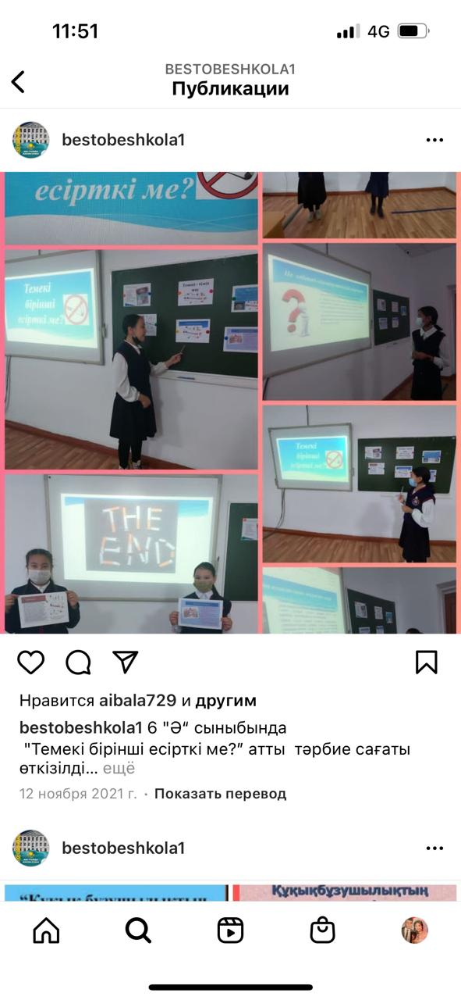 11:51
4G
BESTOBESHKOLA1
Публикации
bestobeshkola1
есірткі ме?
Темекі
бірінші
есірткі ме?
THE
END
Темекі
бірінші
есірткі ме?
Нравится aibala729 и другим
bestobeshkola1 6 "Ә“ сыныбында
"Темекі бірінші есірткі ме?” атты тәрбие сағаты
өткізілді... ещё
12 ноября 2021 г. · Показать перевод
bestobeshkola1
Құқықбұзушылықтың